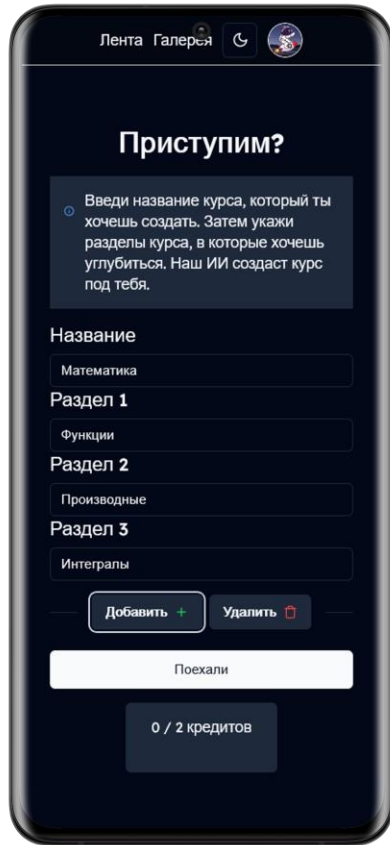 Лента Галерея
Приступим?
Введи название курса, который ты
хочешь создать. Затем укажи
разделы курса, в которые хочешь
углубиться. Наш ИИ создаст курс
под тебя.
Название
Математика
Раздел 1
Функции
Раздел 2
Производные
Раздел 3
Интегралы
Добавить + Удалить
Поехали
0 / 2 кредитов